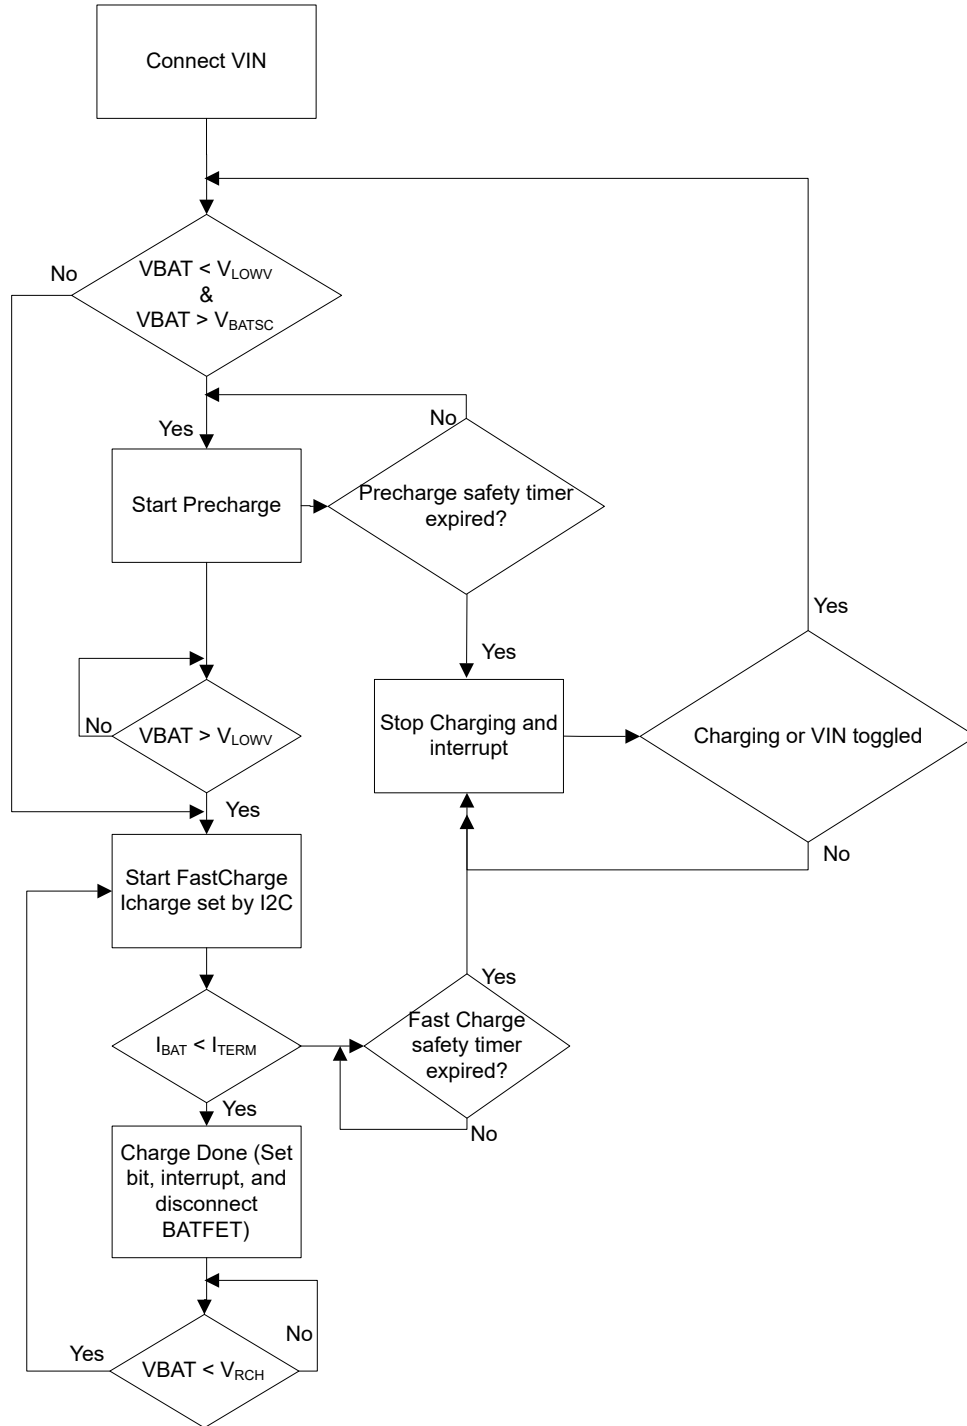 Connect VIN
No
VBAT < VLOWV
&
VBAT > VBATSC
Yes
No
Start Precharge
Precharge safety timer
expired?
Yes
Yes
No
VBAT > VLOWV
Stop Charging and
interrupt
Charging or VIN toggled
Yes
No
Start FastCharge
Icharge set by I2C
Yes
IBAT < ITERM
Fast Charge
safety timer
expired?
Yes
No
Charge Done (Set
bit, interrupt, and
disconnect
BATFET)
No
Yes
VBAT < VRCH